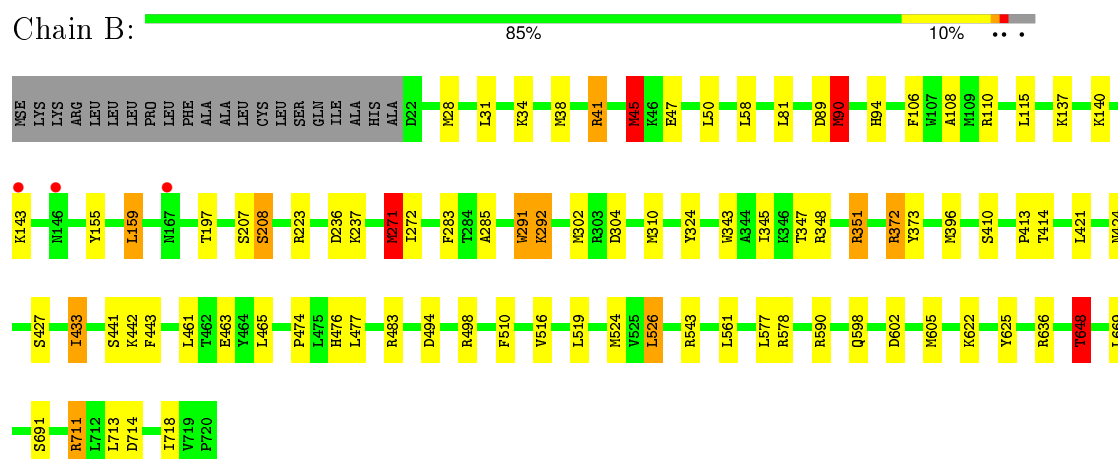 Chain B:
85% 10% •• •
MSE LYS LYS ARG LEU LEU LEU PRO LEU PHE ALA ALA LEU CYS LEU SER GLN ILE ALA HIS ALA D22 M28 L31 K34 M38 R41 M45 K46 E47 L50 L58 L81 D89 M90 H94 F106 W107 A108 M109 R110 L115 K137 K140
K143 N146 Y155 L159 N167 T197 S207 S208 R223 D236 K237 M271 I272 F283 T284 A285 W291 K292 M302 R303 D304 M310 Y324 W343 A344 I345 K346 T347 R348 R351 R372 Y373 M396 S410 P413 T414 L421
S427 I433 S441 K442 F443 L461 T462 E463 Y464 L465 P474 L475 H476 L477 R483 D494 R498 F510 V516 L519 M524 V525 L526 R543 L561 L577 R578 R590 Q598 D602 M605 K622 Y625 R636 T648
S691 R711 L712 L713 D714 I718 V719 P720